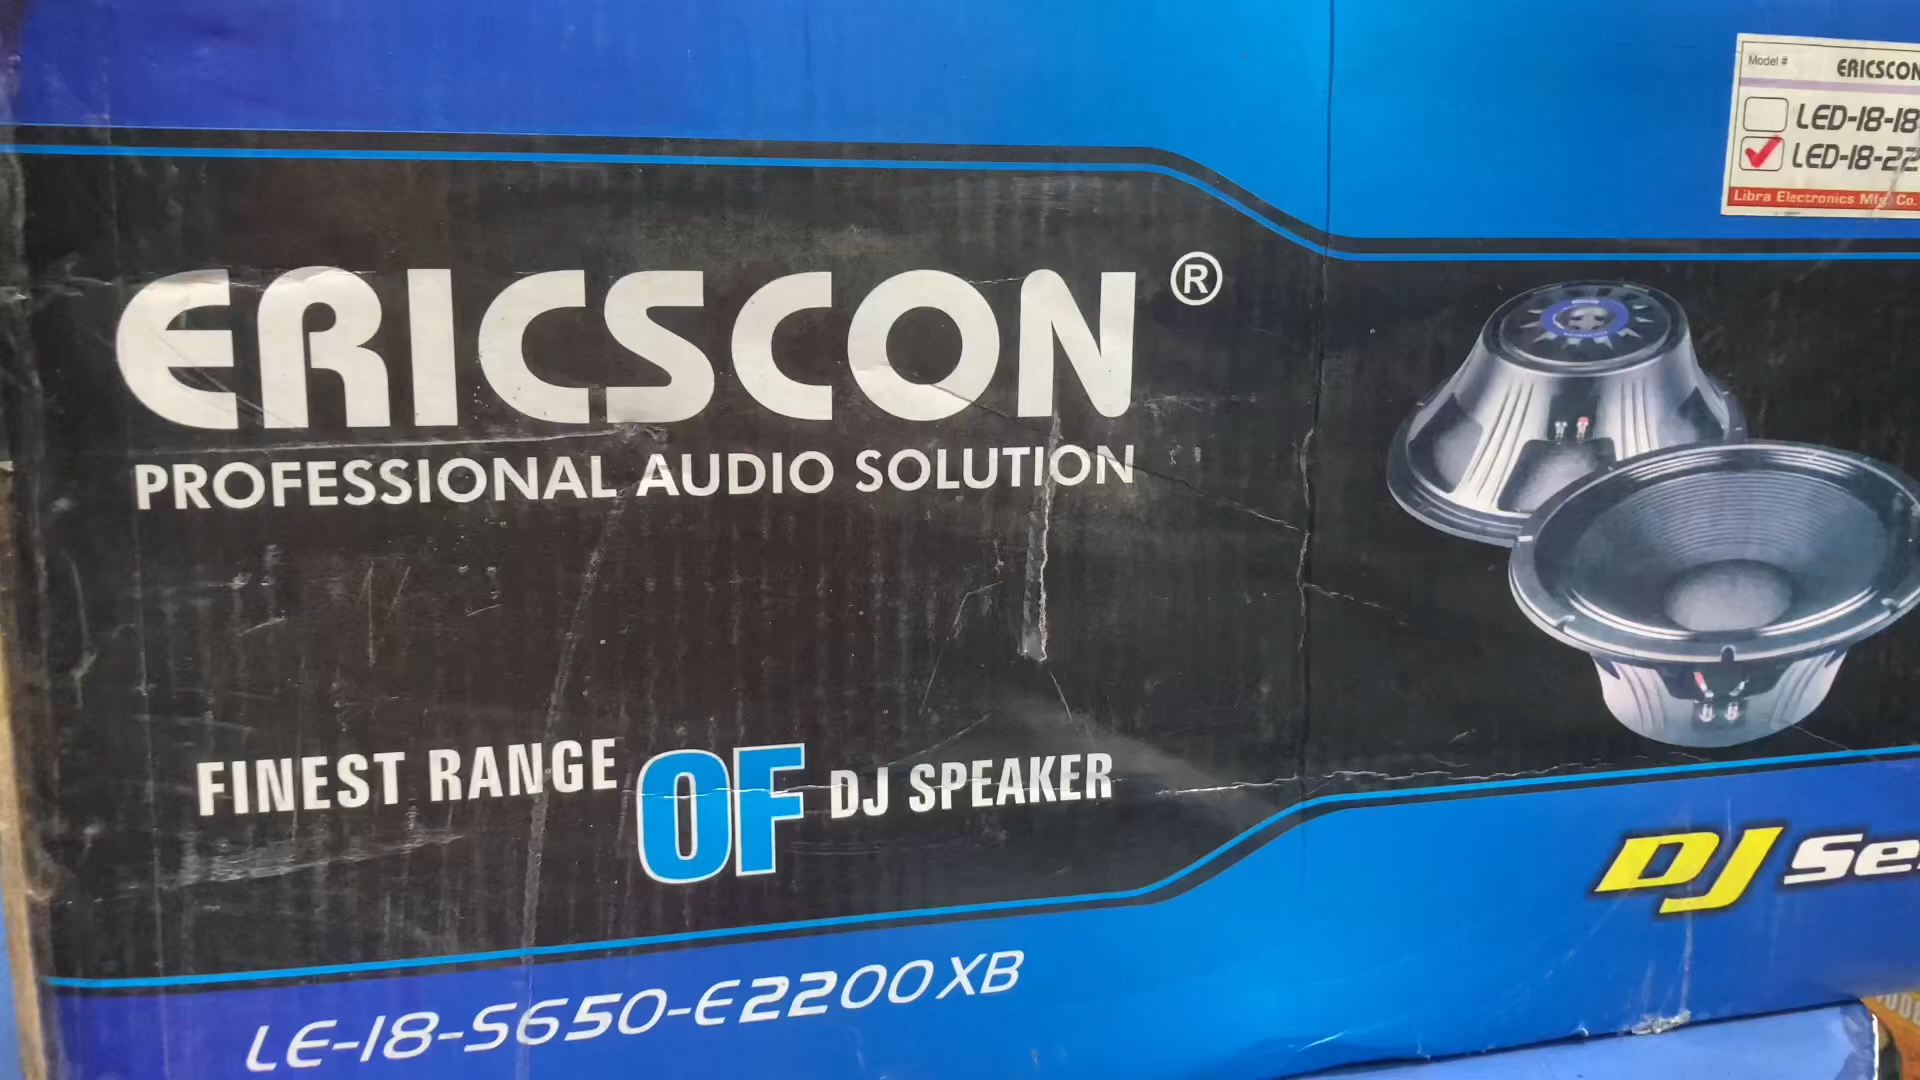 Model #
ERICSCON
LED-18-18
LED-18-22
Libra Electronics Mfg. Co.
ERICSCON®
PROFESSIONAL AUDIO SOLUTION
FINEST RANGE OF DJ SPEAKER
DJ Se
LE-18-S650-E2200XB